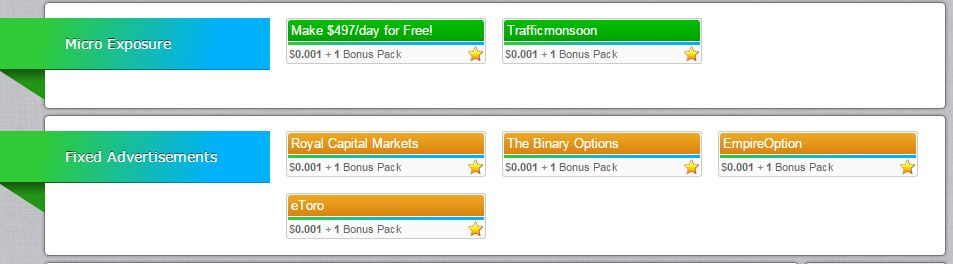 Micro Exposure
Make $497/day for Free!
$0.001 + 1 Bonus Pack
Trafficmonsoon
$0.001 + 1 Bonus Pack
Fixed Advertisements
Royal Capital Markets
$0.001 + 1 Bonus Pack
The Binary Options
$0.001 + 1 Bonus Pack
EmpireOption
$0.001 + 1 Bonus Pack
eToro
$0.001 + 1 Bonus Pack